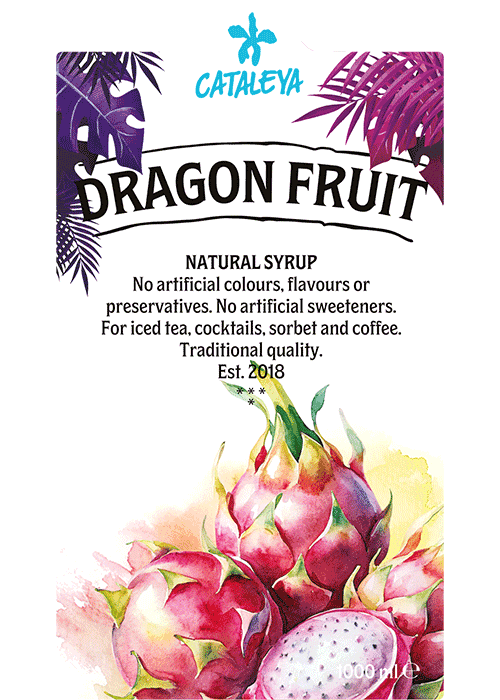 CATALEYA
DRAGON FRUIT
NATURAL SYRUP
No artificial colours, flavours or
preservatives. No artificial sweeteners.
For iced tea, cocktails, sorbet and coffee.
Traditional quality.
Est. 2018
* * *
*
1000 ml ℮